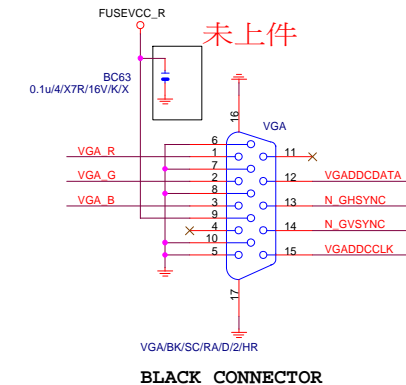 FUSEVCC_R
未上件
BC63
0.1u/4/X7R/16V/K/X
16
VGA
6
VGA_R 1 11
7
VGA_G 2 12 VGADDCDATA
8
VGA_B 3 13 N_GHSYNC
9
4 14 N_GVSYNC
10
5 15 VGADDCCLK
17
VGA/BK/SC/RA/D/2/HR
BLACK CONNECTOR